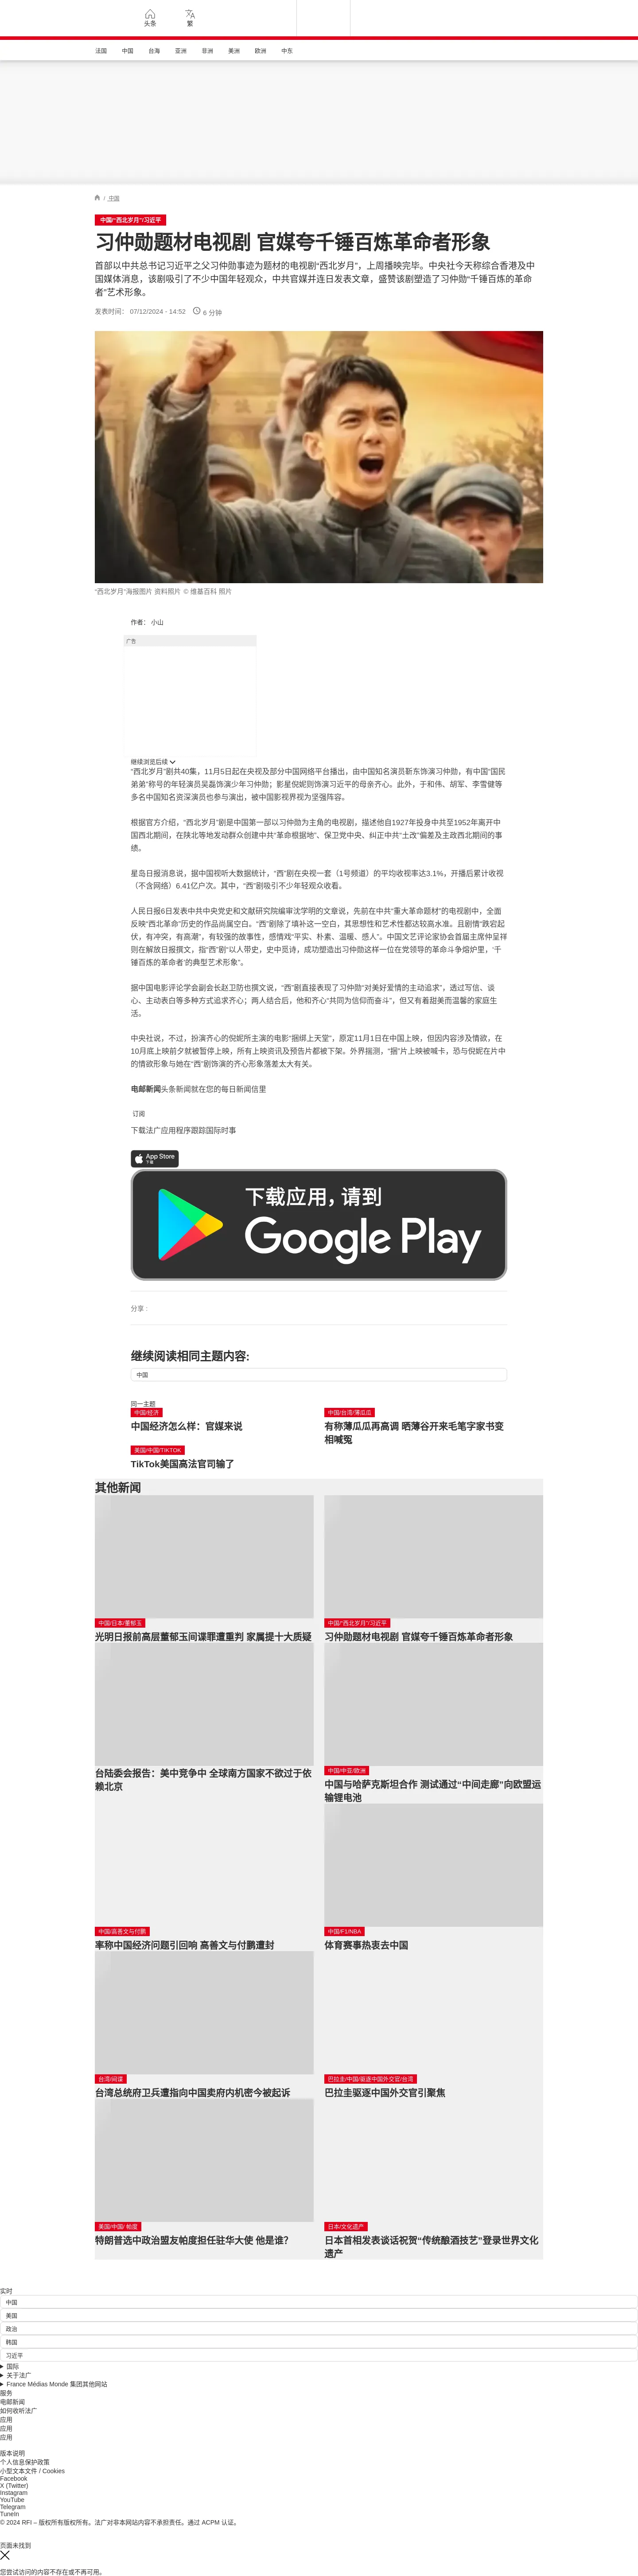 头条
繁
法国
中国
台海
亚洲
非洲
美洲
欧洲
中东
/ 中国
中国/“西北岁月”/习近平
习仲勋题材电视剧 官媒夸千锤百炼革命者形象
首部以中共总书记习近平之父习仲勋事迹为题材的电视剧“西北岁月”，上周播映完毕。中央社今天称综合香港及中
国媒体消息，该剧吸引了不少中国年轻观众，中共官媒并连日发表文章，盛赞该剧塑造了习仲勋“千锤百炼的革命
者”艺术形象。
发表时间： 07/12/2024 - 14:52
6 分钟
“西北岁月”海报图片 资料照片 © 维基百科 照片
作者： 小山
广告
继续浏览后续
“西北岁月”剧共40集，11月5日起在央视及部分中国网络平台播出，由中国知名演员靳东饰演习仲勋，有中国“国民
弟弟”称号的年轻演员吴磊饰演少年习仲勋；影星倪妮则饰演习近平的母亲齐心。此外，于和伟、胡军、李雪健等
多名中国知名资深演员也参与演出，被中国影视界视为坚强阵容。
根据官方介绍，“西北岁月”剧是中国第一部以习仲勋为主角的电视剧，描述他自1927年投身中共至1952年离开中
国西北期间，在陕北等地发动群众创建中共“革命根据地”、保卫党中央、纠正中共“土改”偏差及主政西北期间的事
绩。
星岛日报消息说，据中国视听大数据统计，“西”剧在央视一套（1号频道）的平均收视率达3.1%，开播后累计收视
（不含网络）6.41亿户次。其中，“西”剧吸引不少年轻观众收看。
人民日报6日发表中共中央党史和文献研究院编审沈学明的文章说，先前在中共“重大革命题材”的电视剧中，全面
反映“西北革命”历史的作品尚属空白。“西”剧除了填补这一空白，其思想性和艺术性都达较高水准。且剧情“跌宕起
伏，有冲突，有高潮”，有较强的故事性，感情戏“平实、朴素、温暖、感人”。中国文艺评论家协会首届主席仲呈祥
则在解放日报撰文，指“西”剧“以人带史，史中觅诗，成功塑造出习仲勋这样一位在党领导的革命斗争熔炉里，‘千
锤百炼的革命者’的典型艺术形象”。
据中国电影评论学会副会长赵卫防也撰文说，“西”剧直接表现了习仲勋“对美好爱情的主动追求”，透过写信、谈
心、主动表白等多种方式追求齐心；两人结合后，他和齐心“共同为信仰而奋斗”，但又有着甜美而温馨的家庭生
活。
中央社说，不过，扮演齐心的倪妮所主演的电影“捆绑上天堂”，原定11月1日在中国上映，但因内容涉及情欲，在
10月底上映前夕就被暂停上映，所有上映资讯及预告片都被下架。外界揣测，“捆”片上映被喊卡，恐与倪妮在片中
的情欲形象与她在“西”剧饰演的齐心形象落差太大有关。
电邮新闻头条新闻就在您的每日新闻信里
订阅
下载法广应用程序跟踪国际时事
App Store
下载
下载应用，请到
Google Play
分享 :
继续阅读相同主题内容:
中国
同一主题
中国/经济
中国经济怎么样：官媒来说
中国/台湾/薄瓜瓜
有称薄瓜瓜再高调 晒薄谷开来毛笔字家书变
相喊冤
美国/中国/TIKTOK
TikTok美国高法官司输了
其他新闻
中国/日本/董郁玉
光明日报前高层董郁玉间谍罪遭重判 家属提十大质疑
中国/“西北岁月”/习近平
习仲勋题材电视剧 官媒夸千锤百炼革命者形象
台陆委会报告：美中竞争中 全球南方国家不欲过于依
赖北京
中国/中亚/欧洲
中国与哈萨克斯坦合作 测试通过“中间走廊”向欧盟运
输锂电池
中国/高善文与付鹏
率称中国经济问题引回响 高善文与付鹏遭封
中国/F1/NBA
体育赛事热衷去中国
台湾/间谍
台湾总统府卫兵遭指向中国卖府内机密今被起诉
巴拉圭/中国/驱逐中国外交官/台湾
巴拉圭驱逐中国外交官引聚焦
美国/中国/ 帕度
特朗普选中政治盟友帕度担任驻华大使 他是谁？
日本/文化遗产
日本首相发表谈话祝贺“传统酿酒技艺”登录世界文化
遗产
实时
中国
美国
政治
韩国
习近平
国际
关于法广
France Médias Monde 集团其他网站
服务
电邮新闻
如何收听法广
应用
应用
应用
版本说明
个人信息保护政策
小型文本文件 / Cookies
Facebook
X (Twitter)
Instagram
YouTube
Telegram
TuneIn
© 2024 RFI – 版权所有版权所有。法广对非本网站内容不承担责任。通过 ACPM 认证。
页面未找到
您尝试访问的内容不存在或不再可用。